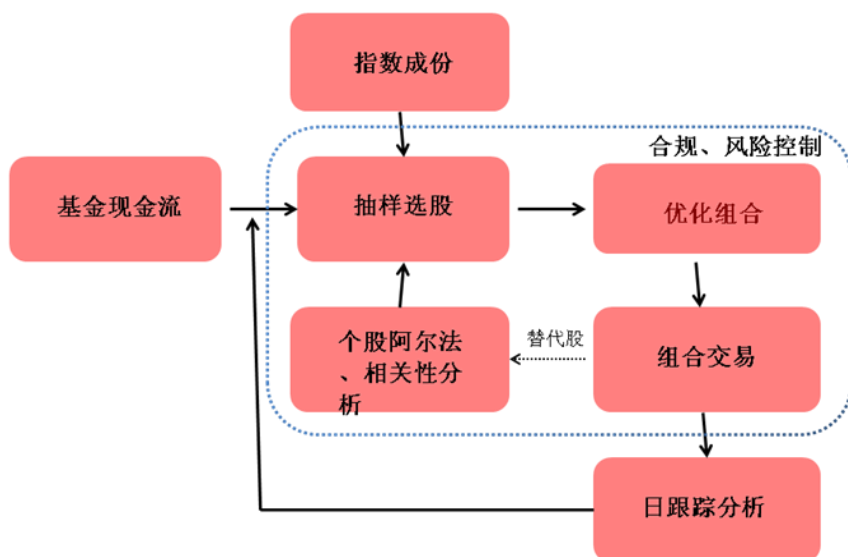 指数成份
合规、风险控制
基金现金流
抽样选股
优化组合
个股阿尔法
、相关性分
析
替代股
组合交易
日跟踪分析